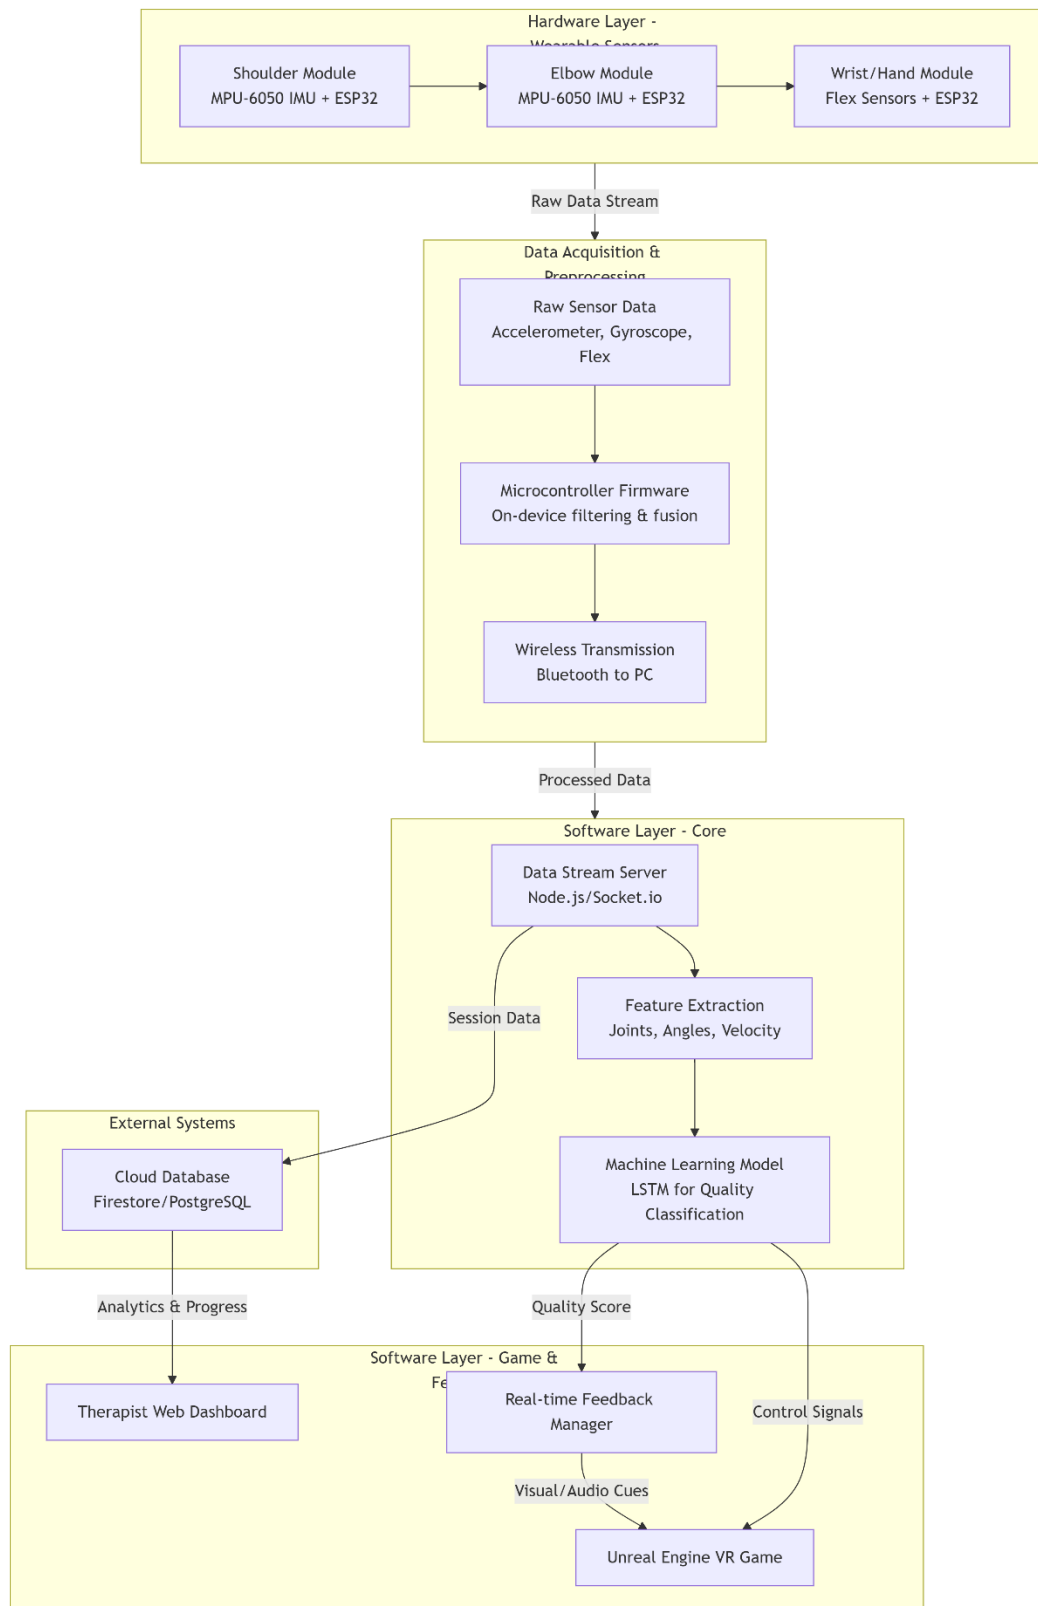 Hardware Layer -
Wearable Sensors
Shoulder Module
MPU-6050 IMU + ESP32
Elbow Module
MPU-6050 IMU + ESP32
Wrist/Hand Module
Flex Sensors + ESP32
Raw Data Stream
Data Acquisition &
Preprocessing
Raw Sensor Data
Accelerometer, Gyroscope,
Flex
Microcontroller Firmware
On-device filtering & fusion
Wireless Transmission
Bluetooth to PC
Processed Data
Software Layer - Core
Data Stream Server
Node.js/Socket.io
Session Data
Feature Extraction
Joints, Angles, Velocity
External Systems
Cloud Database
Firestore/PostgreSQL
Machine Learning Model
LSTM for Quality
Classification
Analytics & Progress
Quality Score
Control Signals
Software Layer - Game &
Therapist Web Dashboard
Real-time Feedback
Manager
Visual/Audio Cues
Unreal Engine VR Game